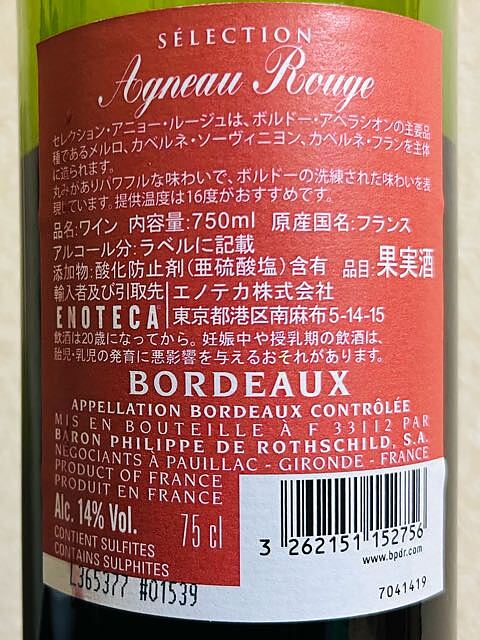 SÉLECTION
Agneau Rouge
セレクション・アニョー・ルージュは、ボルドー・アペラシオンの主要品
種であるメルロ、カベルネ・ソーヴィニヨン、カベルネ・フランを主体
に造られます。
丸みがありパワフルな味わいで、ボルドーの洗練された味わいを表
現しています。提供温度は16度がおすすめです。
品名:ワイン 内容量:750ml 原産国名:フランス
アルコール分:ラベルに記載
添加物:酸化防止剤(亜硫酸塩)含有 品目:果実酒
輸入者及び引取先 エノテカ株式会社
ENOTECA 東京都港区南麻布5-14-15
飲酒は20歳になってから。妊娠中や授乳期の飲酒は、
胎児・乳児の発育に悪影響を与えるおそれがあります。
BORDEAUX
APPELLATION BORDEAUX CONTRÔLÉE
MIS EN BOUTEILLE À F 33112 PAR
BARON PHILIPPE DE ROTHSCHILD, S.A.
NÉGOCIANTS À PAUILLAC - GIRONDE - FRANCE
PRODUCT OF FRANCE
PRODUIT EN FRANCE
Alc. 14% Vol. 75 cl
CONTIENT SULFITES
CONTAINS SULPHITES
3 262151 152756
www.bpdr.com
7041419
L365377 #01539